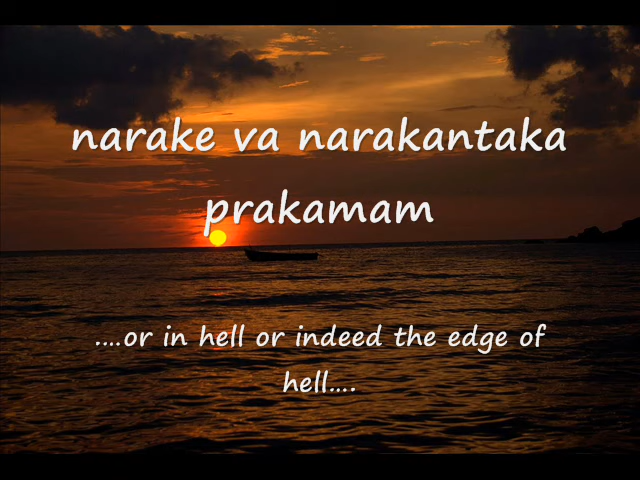 narake va narakantaka
prakamam
....or in hell or indeed the edge of
hell....